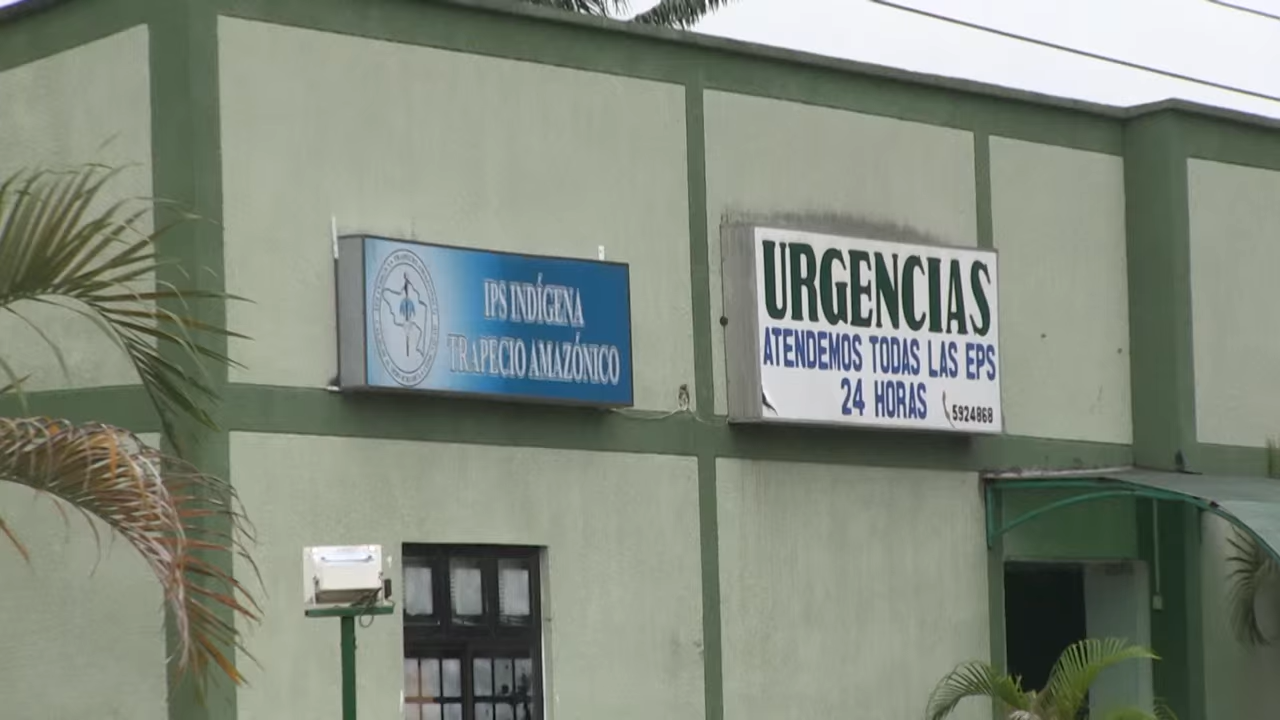 IPS INDÍGENA
TRAPECIO AMAZÓNICO
URGENCIAS
ATENDEMOS TODAS LAS EPS
24 HORAS
5924868